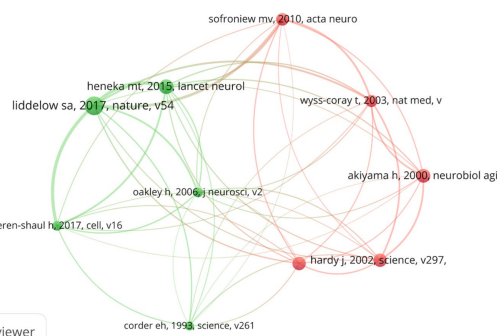 sofroniew mv, 2010, acta neuro
heneka mt, 2015, lancet neurol
liddelow sa, 2017, nature, v54
wyss-coray t, 2003, nat med, v
akiyama h, 2000, neurobiol agi
oakley h, 2006, j neurosci, v2
eren-shaul h, 2017, cell, v16
hardy j, 2002, science, v297,
corder eh, 1993, science, v261
viewer